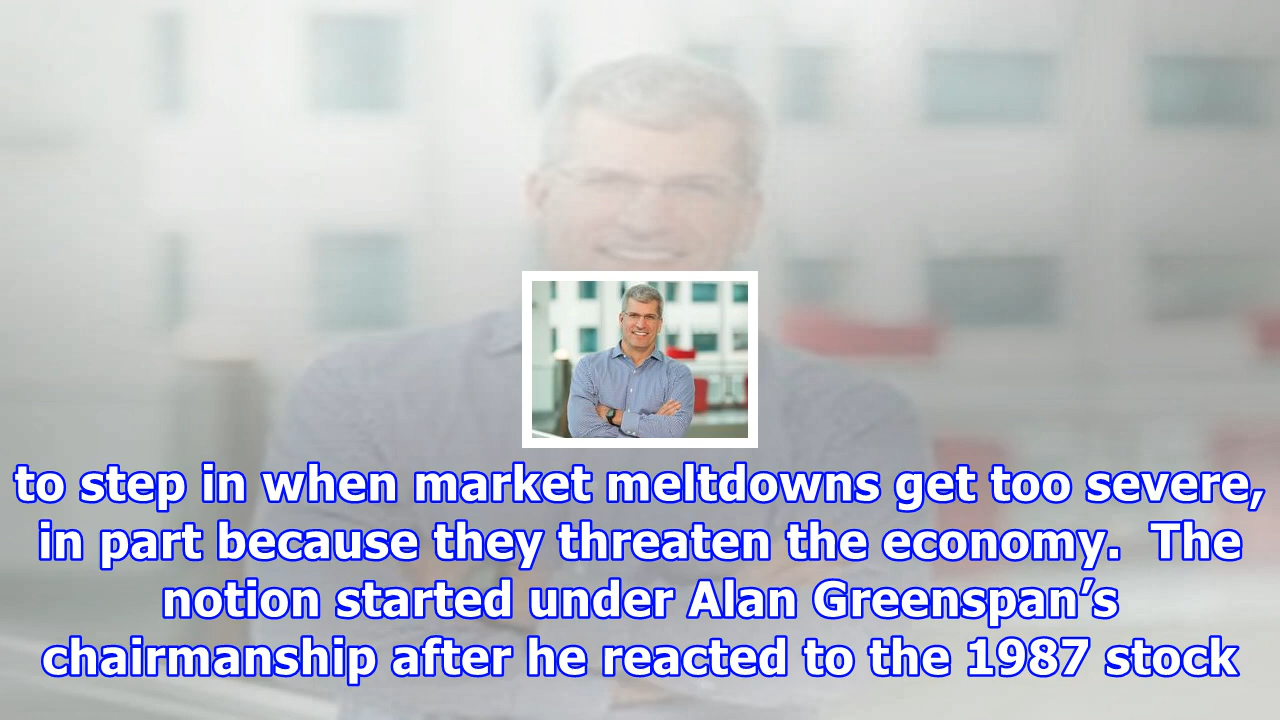 to step in when market meltdowns get too severe,
in part because they threaten the economy.  The
notion started under Alan Greenspan’s
chairmanship after he reacted to the 1987 stock